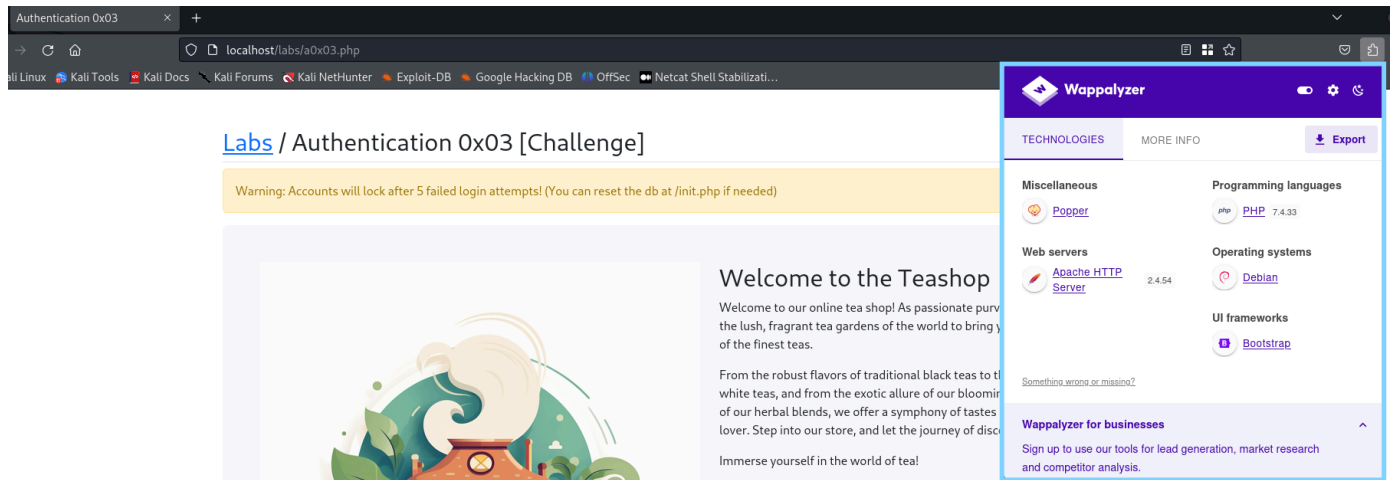 Authentication 0x03
localhost/labs/a0x03.php
ali Linux Kali Tools Kali Docs Kali Forums Kali NetHunter Exploit-DB Google Hacking DB OffSec Netcat Shell Stabilizati...
Labs / Authentication 0x03 [Challenge]
Warning: Accounts will lock after 5 failed login attempts! (You can reset the db at /init.php if needed)
Welcome to the Teashop
Welcome to our online tea shop! As passionate purv
the lush, fragrant tea gardens of the world to bring y
of the finest teas.
From the robust flavors of traditional black teas to t
white teas, and from the exotic allure of our bloomin
of our herbal blends, we offer a symphony of tastes
lover. Step into our store, and let the journey of disc
Immerse yourself in the world of tea!
Wappalyzer
TECHNOLOGIES MORE INFO Export
Miscellaneous
Popper
Programming languages
php PHP 7.4.33
Web servers
Apache HTTP
Server 2.4.54
Operating systems
Debian
UI frameworks
B Bootstrap
Something wrong or missing?
Wappalyzer for businesses
Sign up to use our tools for lead generation, market research
and competitor analysis.